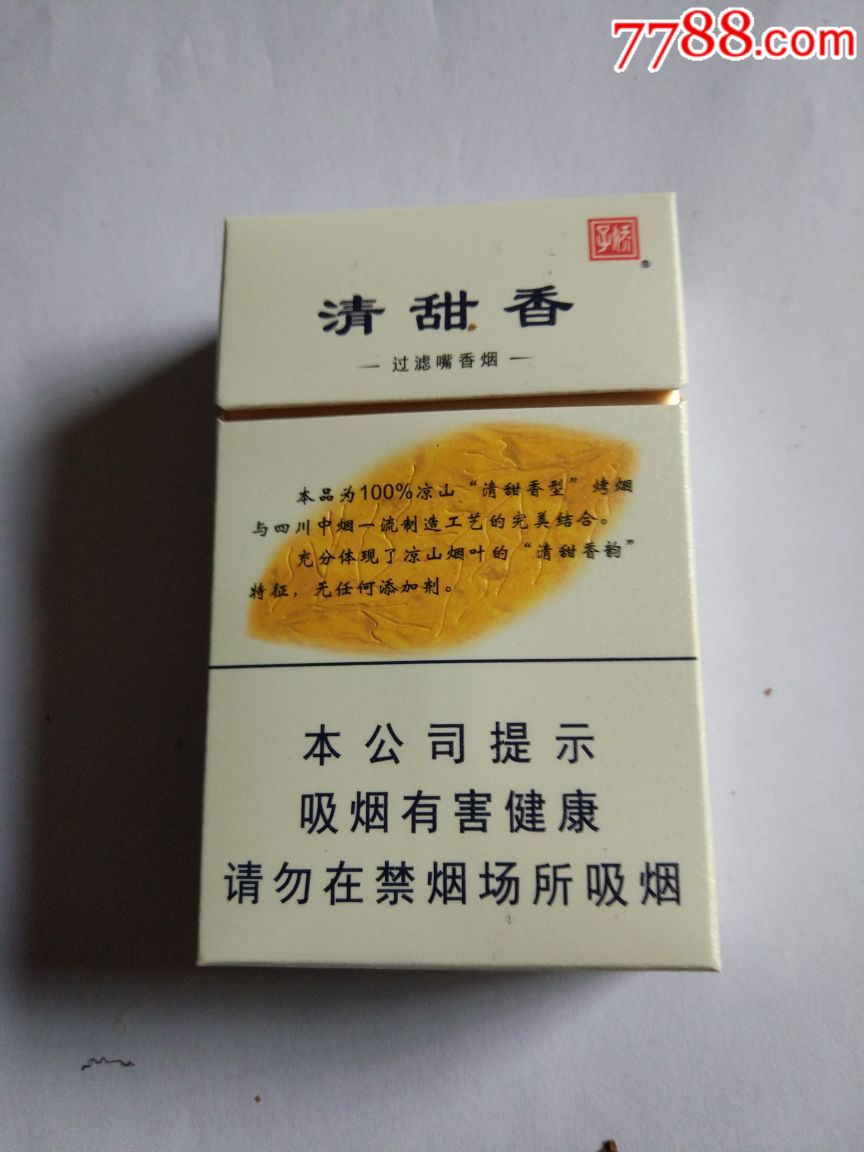 7788.com
娇子
®
清甜香
过滤嘴香烟
本品为100%凉山“清甜香型”烤烟
与四川中烟一流制造工艺的完美结合。
充分体现了凉山烟叶的“清甜香韵”
特征，无任何添加剂。
本公司提示
吸烟有害健康
请勿在禁烟场所吸烟